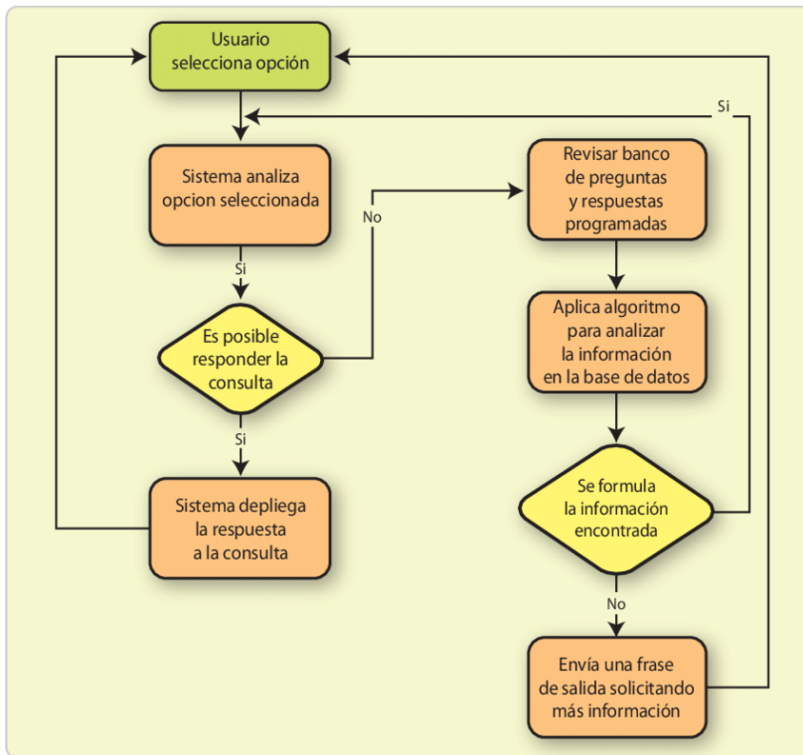 Usuario
selecciona opción
Si
Sistema analiza
opcion seleccionada
No
Revisar banco
de preguntas
y respuestas
programadas
Si
Es posible
responder la
consulta
Aplica algoritmo
para analizar
la información
en la base de datos
Si
Sistema depliega
la respuesta
a la consulta
Se formula
la información
encontrada
No
Envía una frase
de salida solicitando
más información